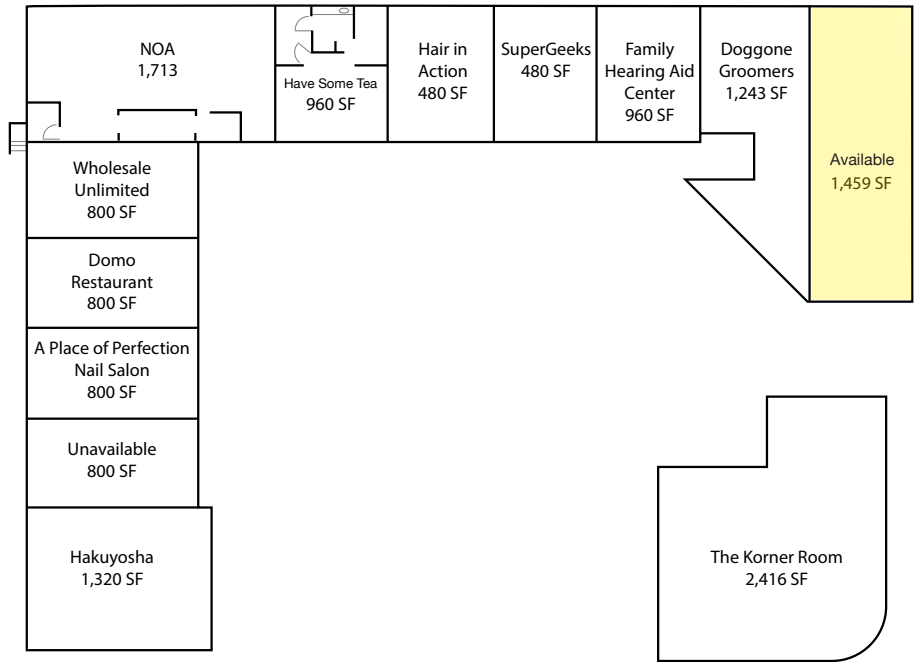 NOA
1,713
Have Some Tea
960 SF
Hair in
Action
480 SF
SuperGeeks
480 SF
Family
Hearing Aid
Center
960 SF
Doggone
Groomers
1,243 SF
Available
1,459 SF
Wholesale
Unlimited
800 SF
Domo
Restaurant
800 SF
A Place of Perfection
Nail Salon
800 SF
Unavailable
800 SF
Hakuyosha
1,320 SF
The Korner Room
2,416 SF